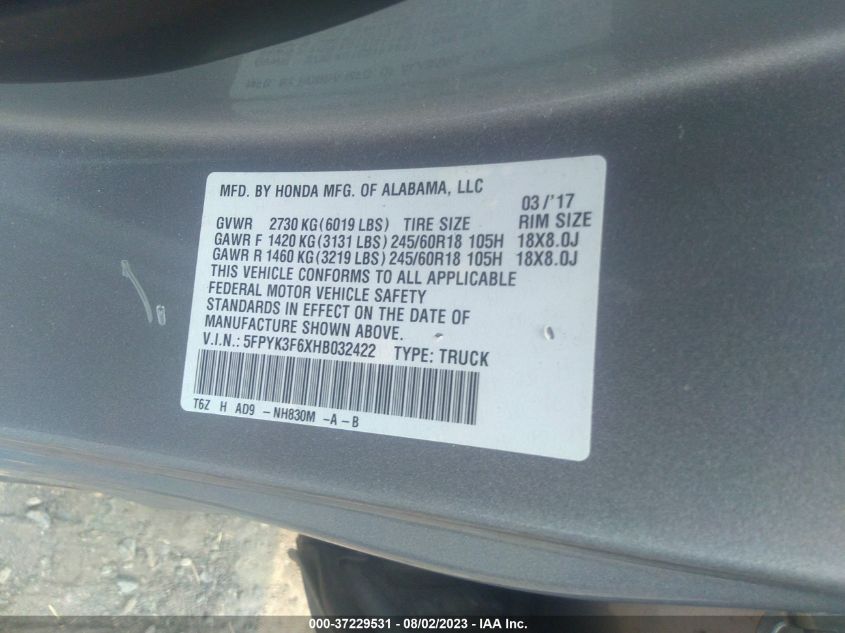 MFD. BY HONDA MFG. OF ALABAMA, LLC
03/'17
GVWR 2730 KG(6019 LBS) TIRE SIZE RIM SIZE
GAWR F 1420 KG(3131 LBS) 245/60R18 105H 18X8.0J
GAWR R 1460 KG(3219 LBS) 245/60R18 105H 18X8.0J
THIS VEHICLE CONFORMS TO ALL APPLICABLE
FEDERAL MOTOR VEHICLE SAFETY
STANDARDS IN EFFECT ON THE DATE OF
MANUFACTURE SHOWN ABOVE.
V.I.N.: 5FPYK3F6XHB032422 TYPE: TRUCK
T6Z H AD9 -NH830M -A-B
000-37229531 - 08/02/2023 - IAA Inc.